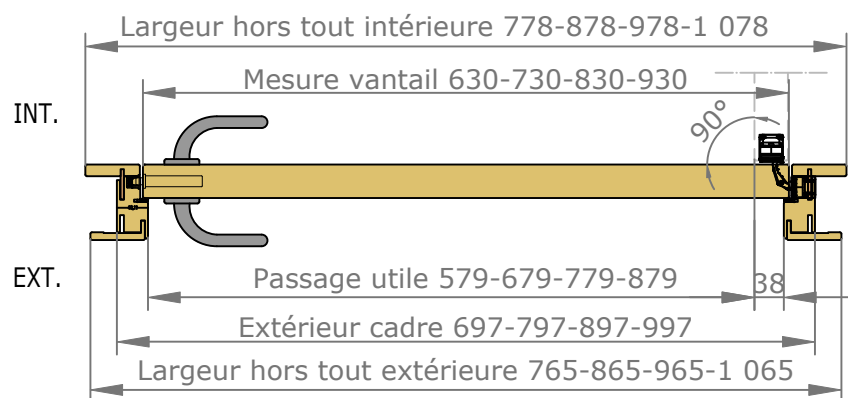 Largeur hors tout intérieure 778-878-978-1 078
Mesure vantail 630-730-830-930
INT.
90°
EXT.
Passage utile 579-679-779-879
38
Extérieur cadre 697-797-897-997
Largeur hors tout extérieure 765-865-965-1 065